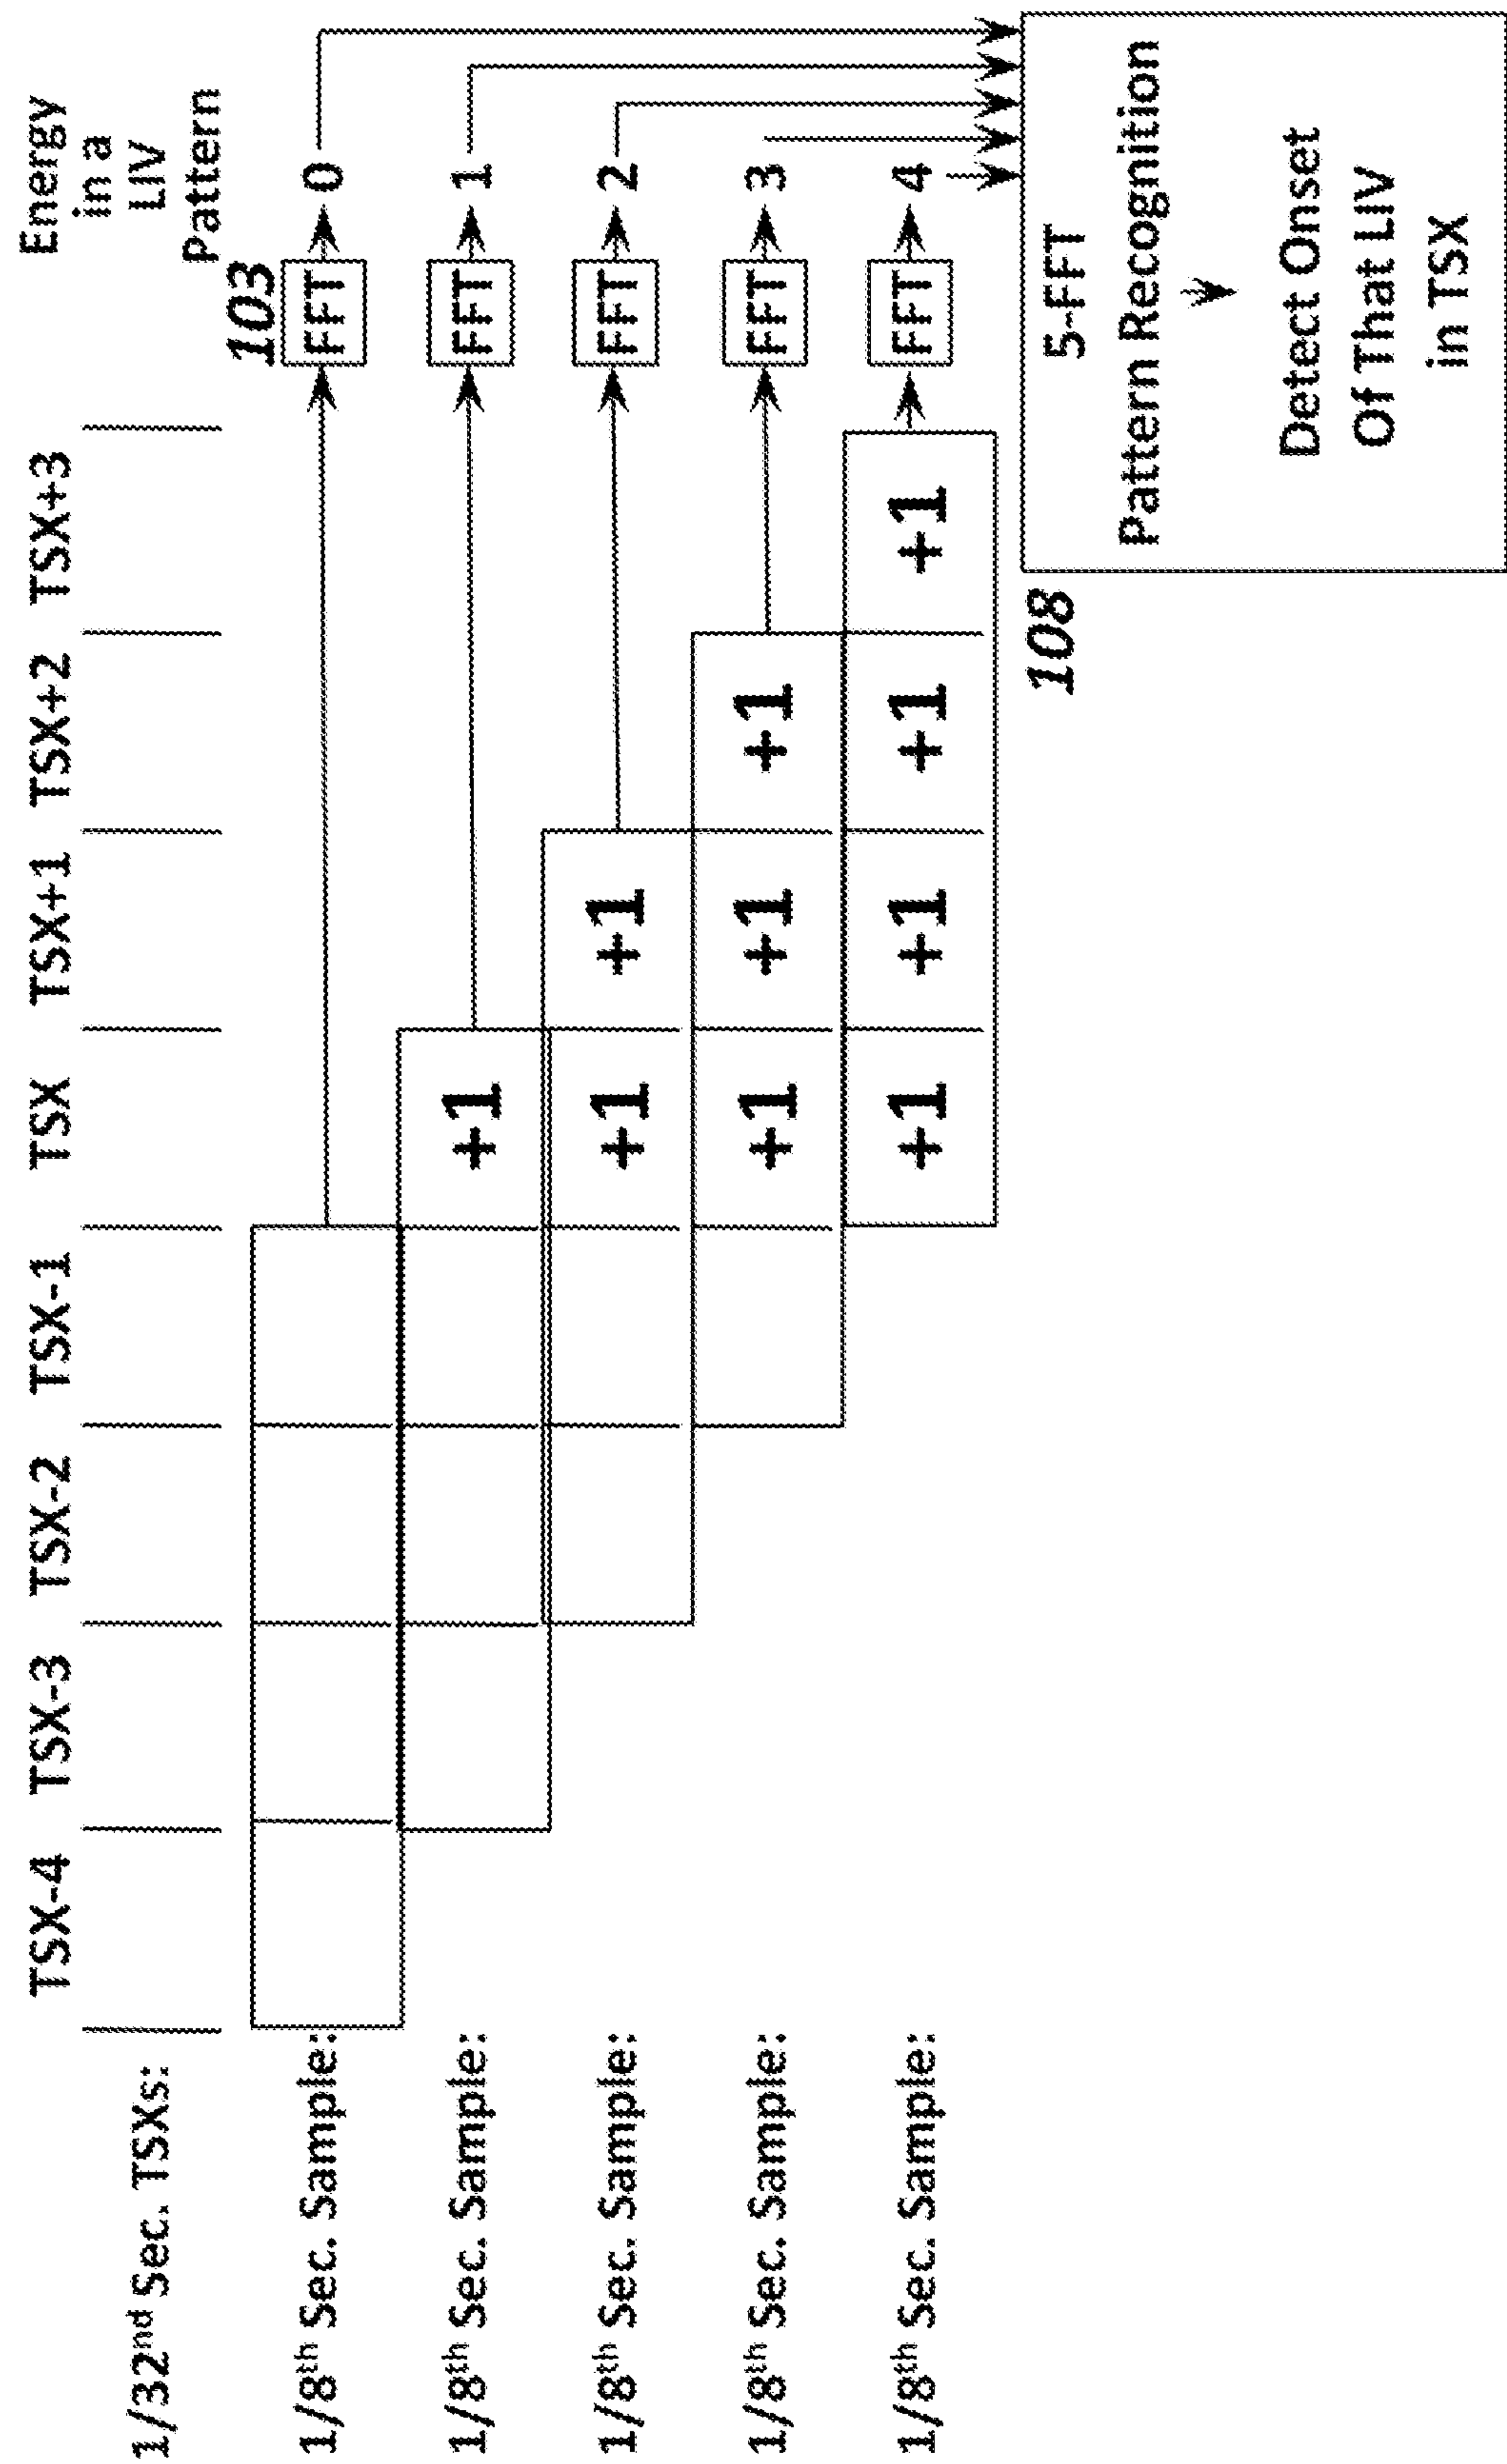 TSX-4 TSX-3 TSX-2 TSX-1 TSX TSX+1 TSX+2 TSX+3
Energy
in a
LIV
Pattern
1/32nd Sec. TSXs:
103
1/8th Sec. Sample: FFT 0
1/8th Sec. Sample: +1 FFT 1
1/8th Sec. Sample: +1 +1 FFT 2
1/8th Sec. Sample: +1 +1 +1 FFT 3
1/8th Sec. Sample: +1 +1 +1 +1 FFT 4
108
5-FFT
Pattern Recognition
Detect Onset
Of That LIV
in TSX